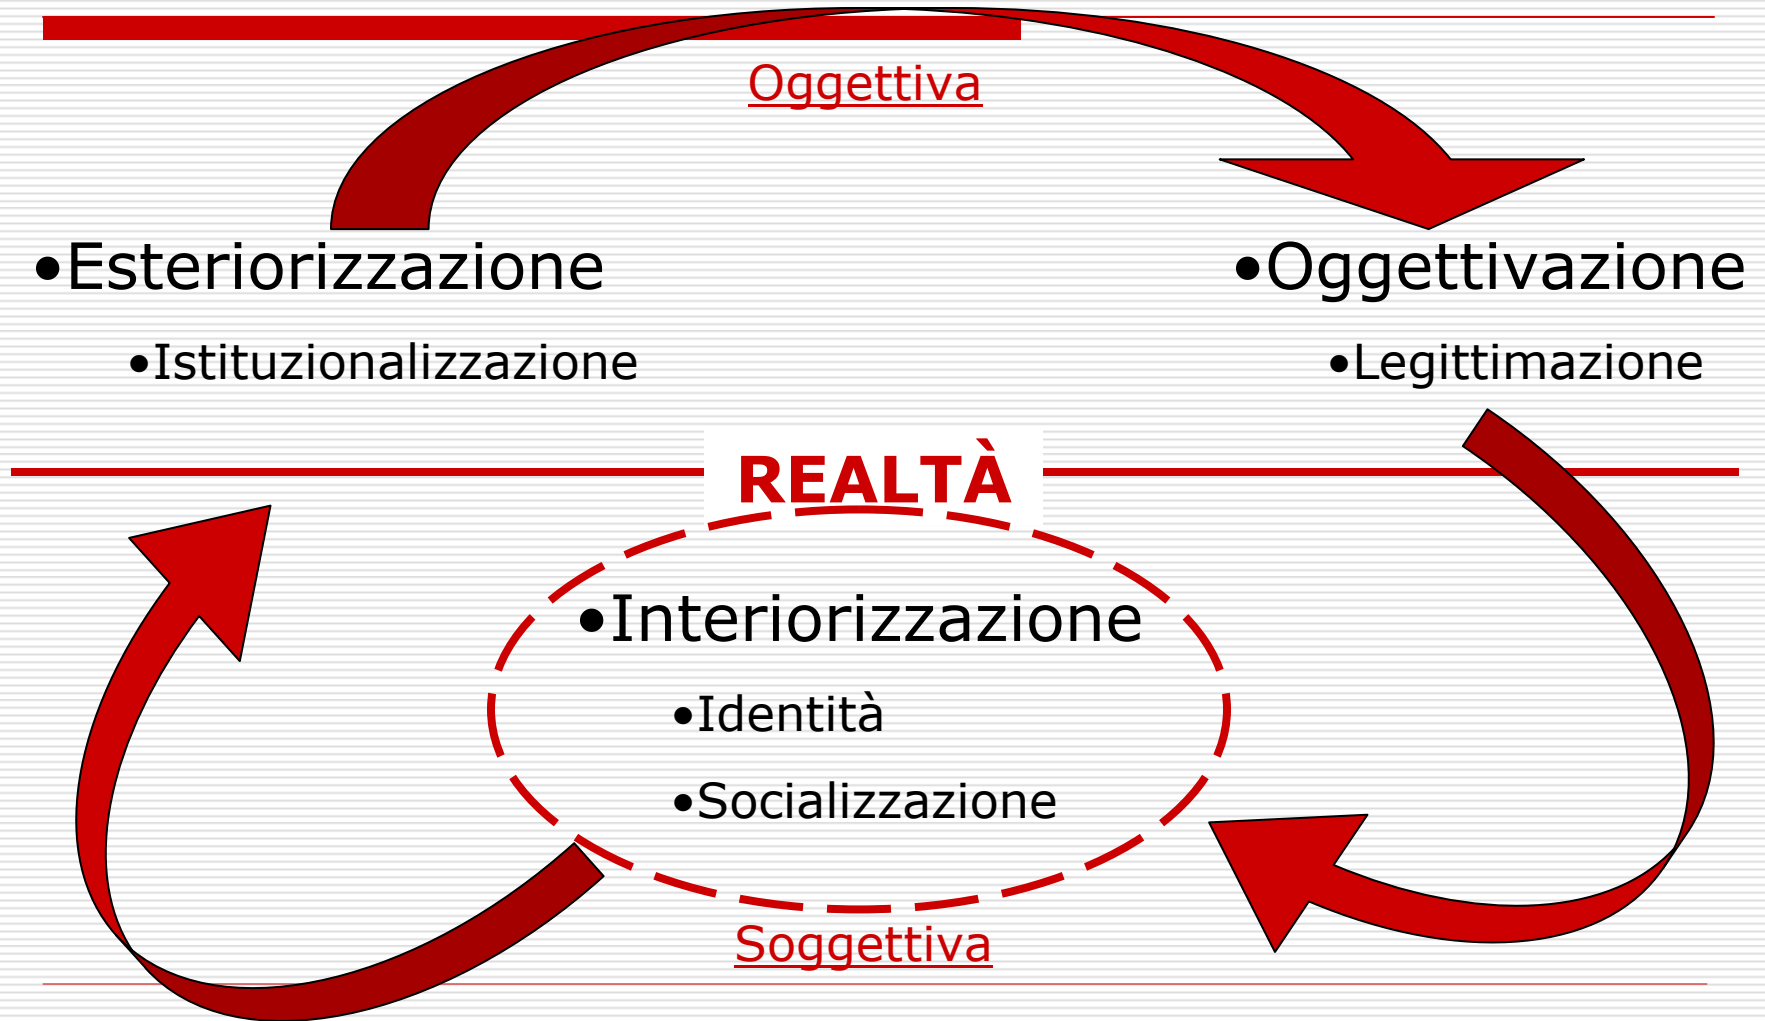 Oggettiva
•Esteriorizzazione
•Oggettivazione
•Istituzionalizzazione
•Legittimazione
REALTÀ
•Interiorizzazione
•Identità
•Socializzazione
Soggettiva